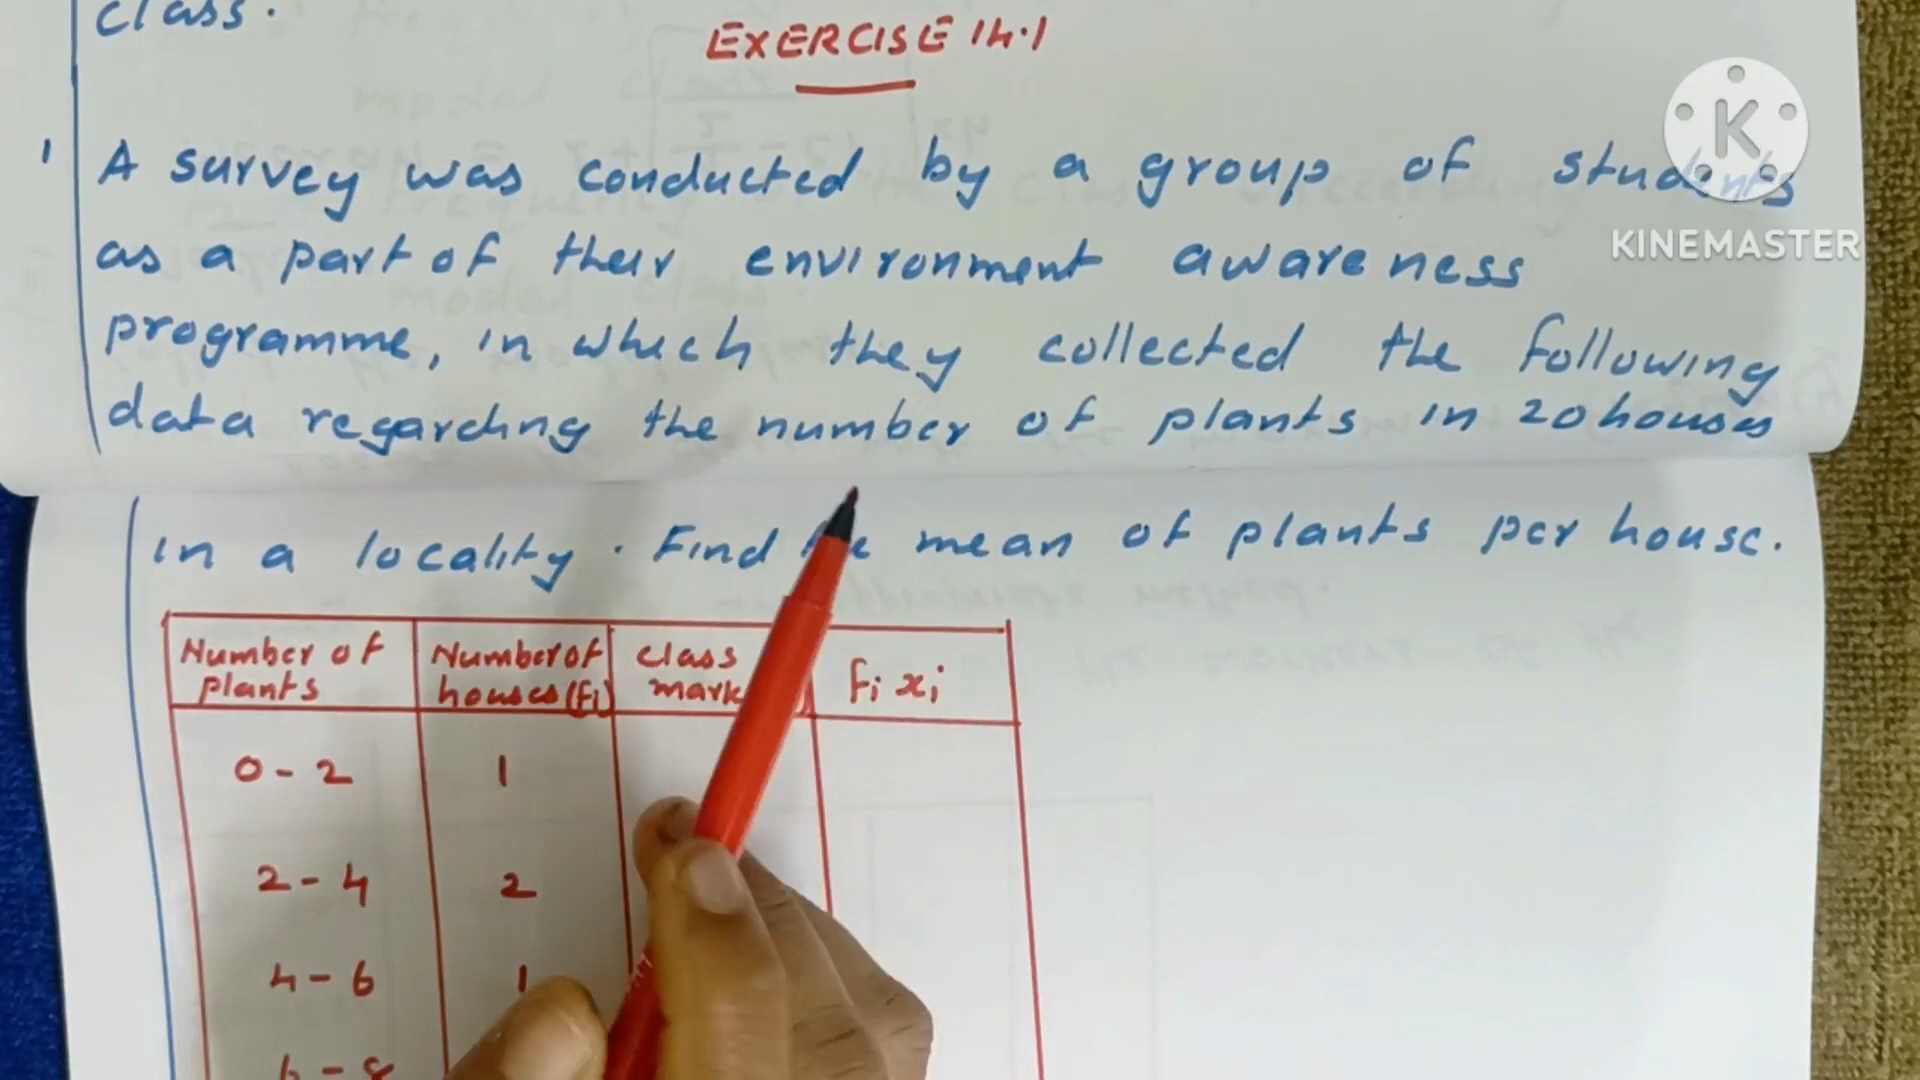 class.
EXERCISE 14.1
1 A survey was conducted by a group of students
as a part of their environment awareness
programme, in which they collected the following
data regarding the number of plants in 20 houses
in a locality. Find mean of plants per house.
Number of plants Number of houses (fi) class mark fi xi
0-2 1
2-4 2
4-6 1
6-8
K
KINEMASTER